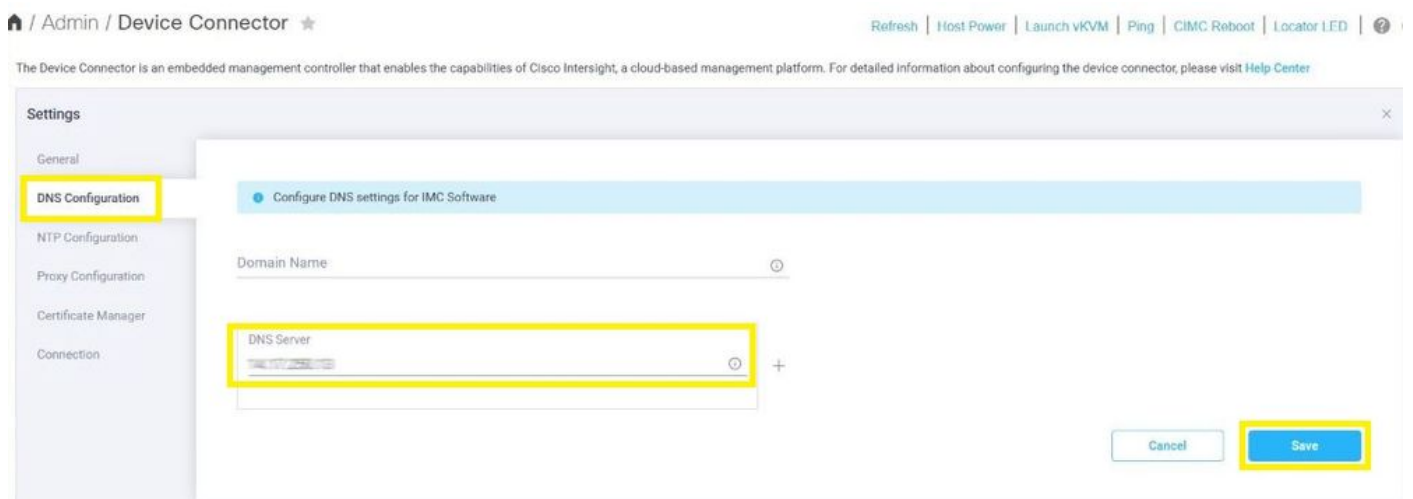 / Admin / Device Connector
Refresh | Host Power | Launch vKVM | Ping | CIMC Reboot | Locator LED |
The Device Connector is an embedded management controller that enables the capabilities of Cisco Intersight, a cloud-based management platform. For detailed information about configuring the device connector, please visit Help Center
Settings
General
DNS Configuration
Configure DNS settings for IMC Software
NTP Configuration
Domain Name
Proxy Configuration
Certificate Manager
DNS Server
Connection
Cancel
Save